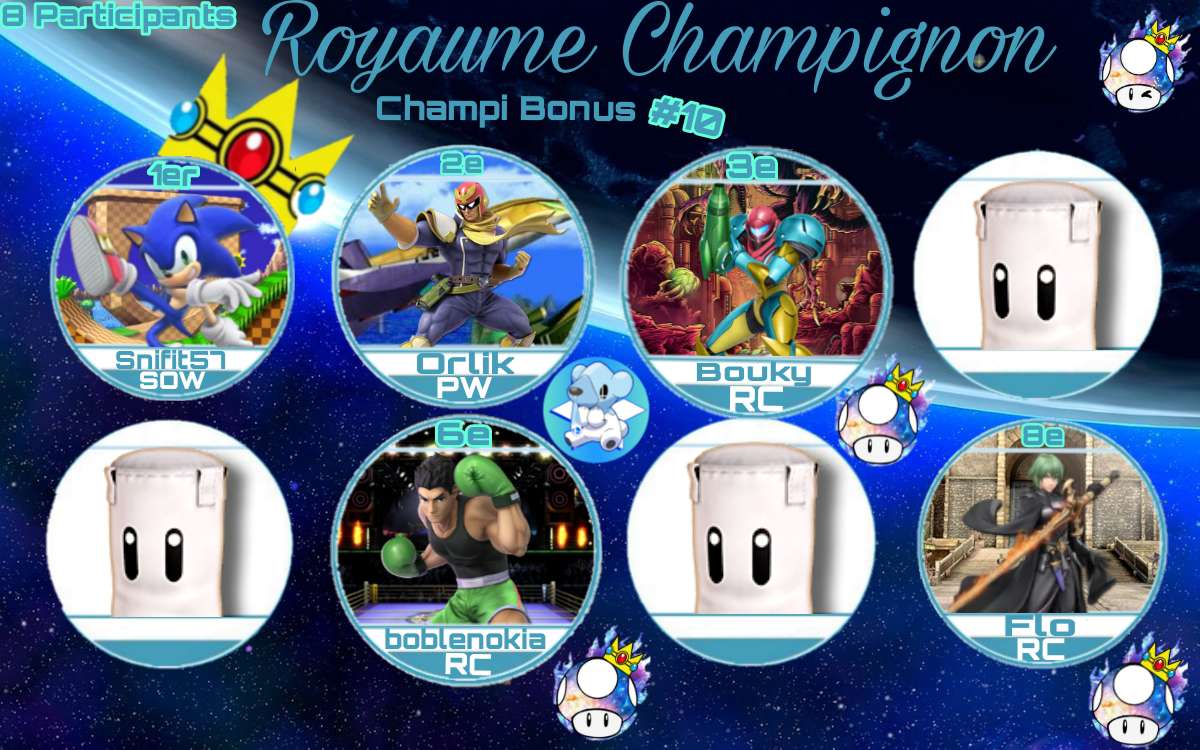 8 Participants
Royaume Champignon
Champi Bonus #10
1er
Snifit57
SOW
2e
Orlik
PW
3e
Bouky
RC
6e
boblenokia
RC
8e
Flo
RC